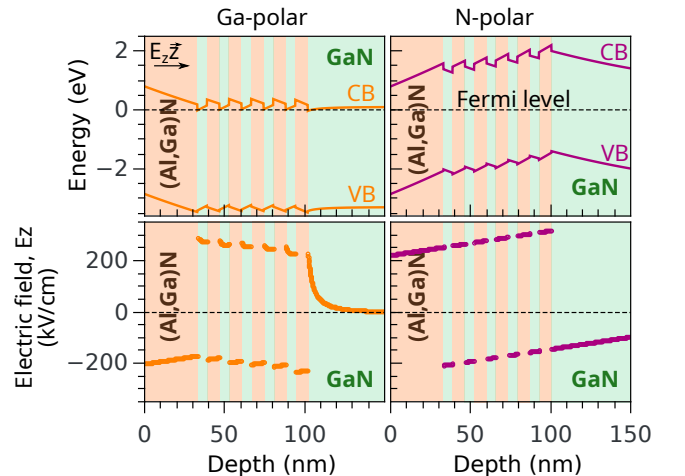 Ga-polar
N-polar
Energy (eV)
2
0
−2
E_z z⃗
(Al,Ga)N
GaN
CB
VB
(Al,Ga)N
CB
Fermi level
VB
GaN
Electric field, Ez
(kV/cm)
200
0
−200
(Al,Ga)N
GaN
(Al,Ga)N
GaN
0
50
100
0
50
100
150
Depth (nm)
Depth (nm)